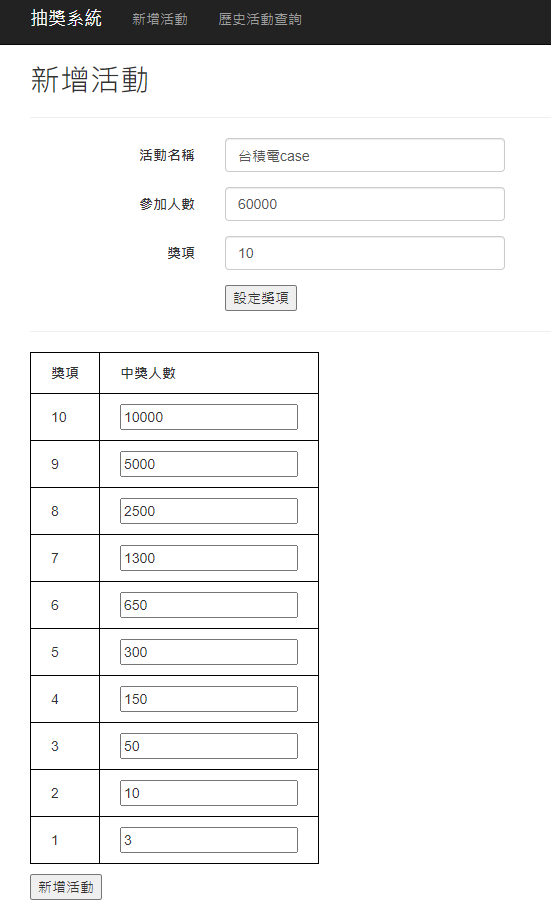 抽獎系統 新增活動 歷史活動查詢
新增活動
活動名稱 台積電case
參加人數 60000
獎項 10
設定獎項
獎項 中獎人數
10 10000
9 5000
8 2500
7 1300
6 650
5 300
4 150
3 50
2 10
1 3
新增活動